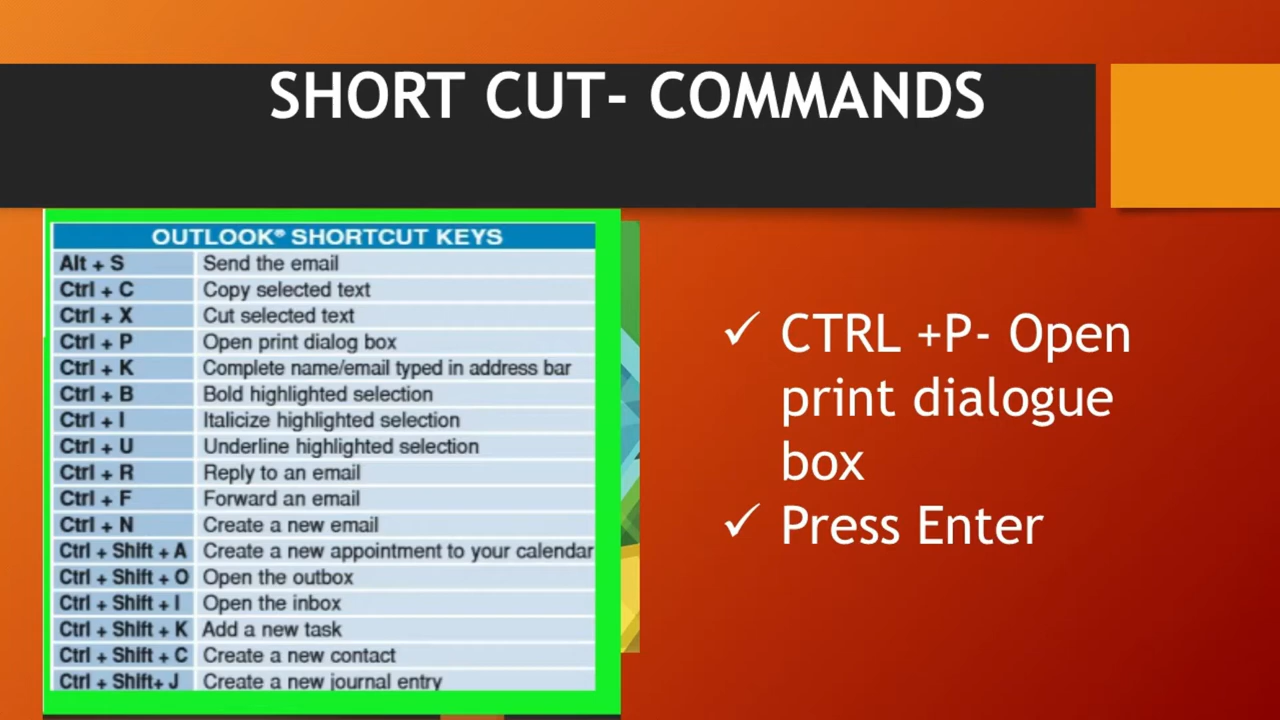 SHORT CUT- COMMANDS
OUTLOOK® SHORTCUT KEYS
Alt + S Send the email
Ctrl + C Copy selected text
Ctrl + X Cut selected text
Ctrl + P Open print dialog box
Ctrl + K Complete name/email typed in address bar
Ctrl + B Bold highlighted selection
Ctrl + I Italicize highlighted selection
Ctrl + U Underline highlighted selection
Ctrl + R Reply to an email
Ctrl + F Forward an email
Ctrl + N Create a new email
Ctrl + Shift + A Create a new appointment to your calendar
Ctrl + Shift + O Open the outbox
Ctrl + Shift + I Open the inbox
Ctrl + Shift + K Add a new task
Ctrl + Shift + C Create a new contact
Ctrl + Shift+ J Create a new journal entry
✓ CTRL +P- Open
print dialogue
box
✓ Press Enter